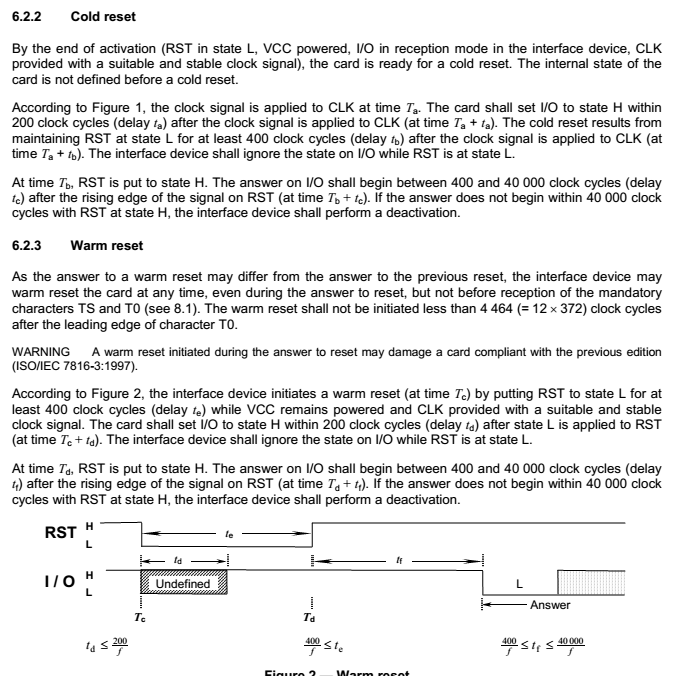 6.2.2 Cold reset
By the end of activation (RST in state L, VCC powered, I/O in reception mode in the interface device, CLK
provided with a suitable and stable clock signal), the card is ready for a cold reset. The internal state of the
card is not defined before a cold reset.
According to Figure 1, the clock signal is applied to CLK at time Ta. The card shall set I/O to state H within
200 clock cycles (delay ta) after the clock signal is applied to CLK (at time Ta + ta). The cold reset results from
maintaining RST at state L for at least 400 clock cycles (delay tb) after the clock signal is applied to CLK (at
time Ta + tb). The interface device shall ignore the state on I/O while RST is at state L.
At time Tb, RST is put to state H. The answer on I/O shall begin between 400 and 40 000 clock cycles (delay
tc) after the rising edge of the signal on RST (at time Tb + tc). If the answer does not begin within 40 000 clock
cycles with RST at state H, the interface device shall perform a deactivation.
6.2.3 Warm reset
As the answer to a warm reset may differ from the answer to the previous reset, the interface device may
warm reset the card at any time, even during the answer to reset, but not before reception of the mandatory
characters TS and T0 (see 8.1). The warm reset shall not be initiated less than 4 464 (= 12 × 372) clock cycles
after the leading edge of character T0.
WARNING A warm reset initiated during the answer to reset may damage a card compliant with the previous edition
(ISO/IEC 7816-3:1997).
According to Figure 2, the interface device initiates a warm reset (at time Tc) by putting RST to state L for at
least 400 clock cycles (delay te) while VCC remains powered and CLK provided with a suitable and stable
clock signal. The card shall set I/O to state H within 200 clock cycles (delay td) after state L is applied to RST
(at time Tc + td). The interface device shall ignore the state on I/O while RST is at state L.
At time Td, RST is put to state H. The answer on I/O shall begin between 400 and 40 000 clock cycles (delay
tf) after the rising edge of the signal on RST (at time Td + tf). If the answer does not begin within 40 000 clock
cycles with RST at state H, the interface device shall perform a deactivation.
RST H
L
te
td
tf
I / O H
L
Undefined
L
Answer
Tc
Td
td ≤ 200/f
400/f ≤ te
400/f ≤ tf ≤ 40 000/f
Figure 2 — Warm reset